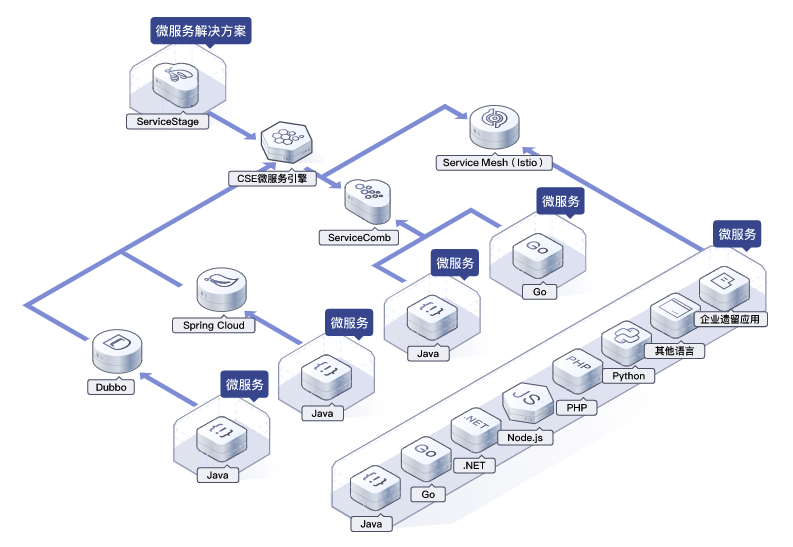 微服务解决方案
ServiceStage
CSE微服务引擎
Service Mesh（Istio）
ServiceComb
微服务
Go
Go
微服务
{!}
Java
Spring Cloud
微服务
{!}
Java
D
Dubbo
微服务
{!}
Java
微服务
企业遗留应用
其他语言
Python
PHP
PHP
JS
Node.js
.NET
.NET
Go
Go
{!}
Java